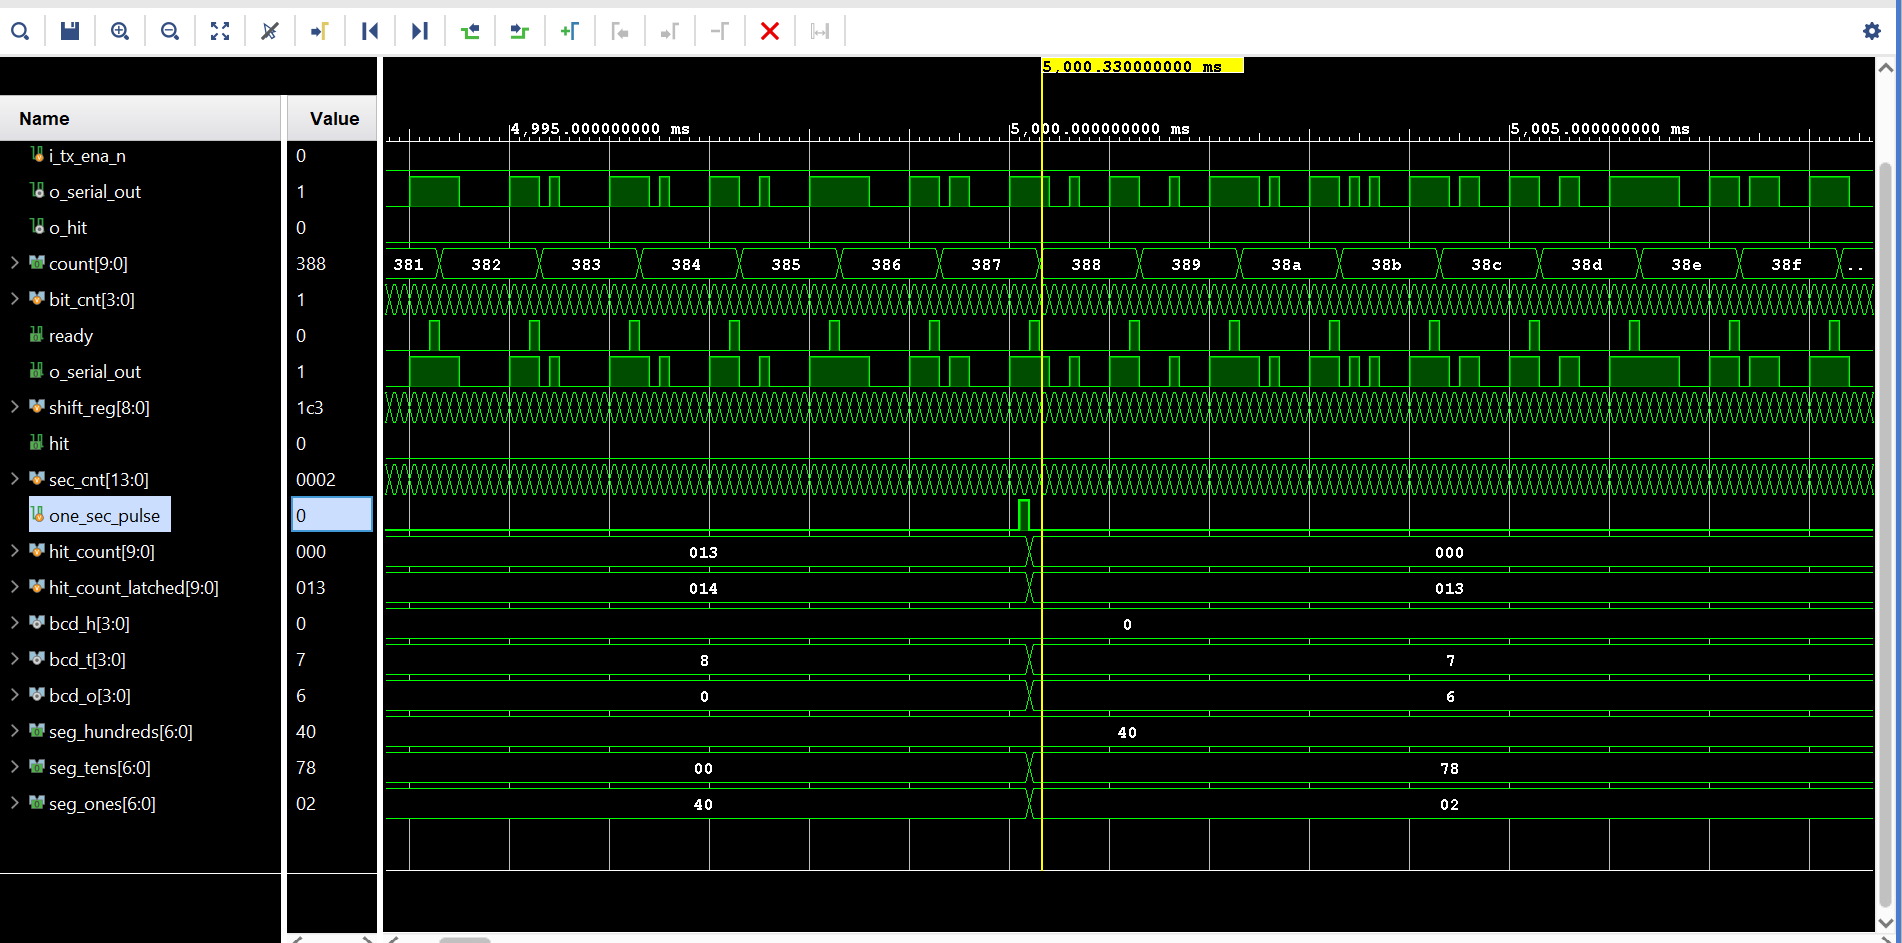 5,000.330000000 ms
Name Value
4,995.000000000 ms 5,000.000000000 ms 5,005.000000000 ms
i_tx_ena_n 0
o_serial_out 1
o_hit 0
count[9:0] 388 381 382 383 384 385 386 387 388 389 38a 38b 38c 38d 38e 38f ..
bit_cnt[3:0] 1
ready 0
o_serial_out 1
shift_reg[8:0] 1c3
hit 0
sec_cnt[13:0] 0002
one_sec_pulse 0
hit_count[9:0] 000 013 000
hit_count_latched[9:0] 013 014 013
bcd_h[3:0] 0 0
bcd_t[3:0] 7 8 7
bcd_o[3:0] 6 0 6
seg_hundreds[6:0] 40 40
seg_tens[6:0] 78 00 78
seg_ones[6:0] 02 40 02